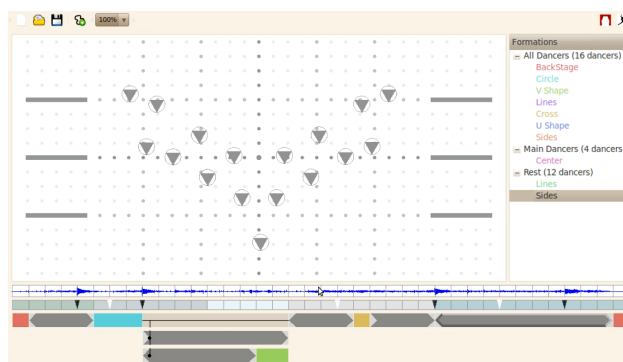 100%
Formations
All Dancers (16 dancers)
BackStage
Circle
V Shape
Lines
Cross
U Shape
Sides
Main Dancers (4 dancers
Center
Rest (12 dancers)
Lines
Sides